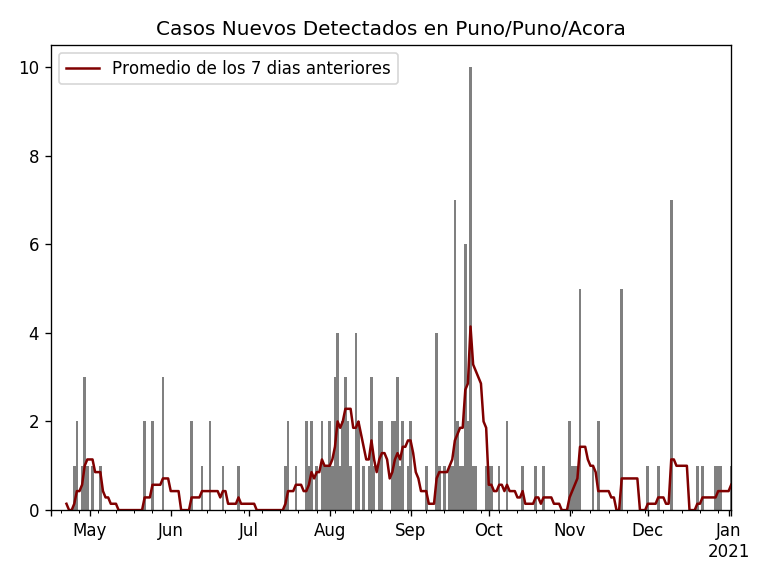 Casos Nuevos Detectados en Puno/Puno/Acora
Promedio de los 7 dias anteriores
10
8
6
4
2
0
May Jun Jul Aug Sep Oct Nov Dec Jan
2021